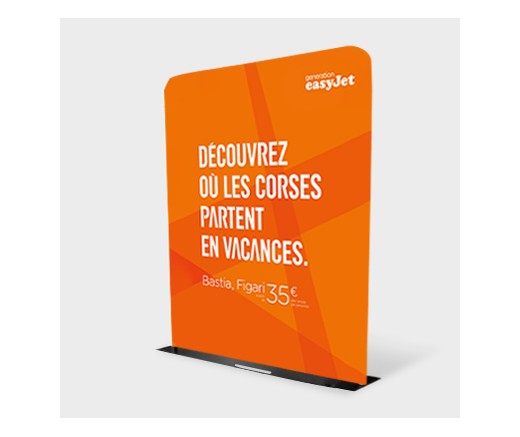 generation
easyJet
DÉCOUVREZ
OÙ LES CORSES
PARTENT
EN VACANCES.
Bastia, Figari 35€